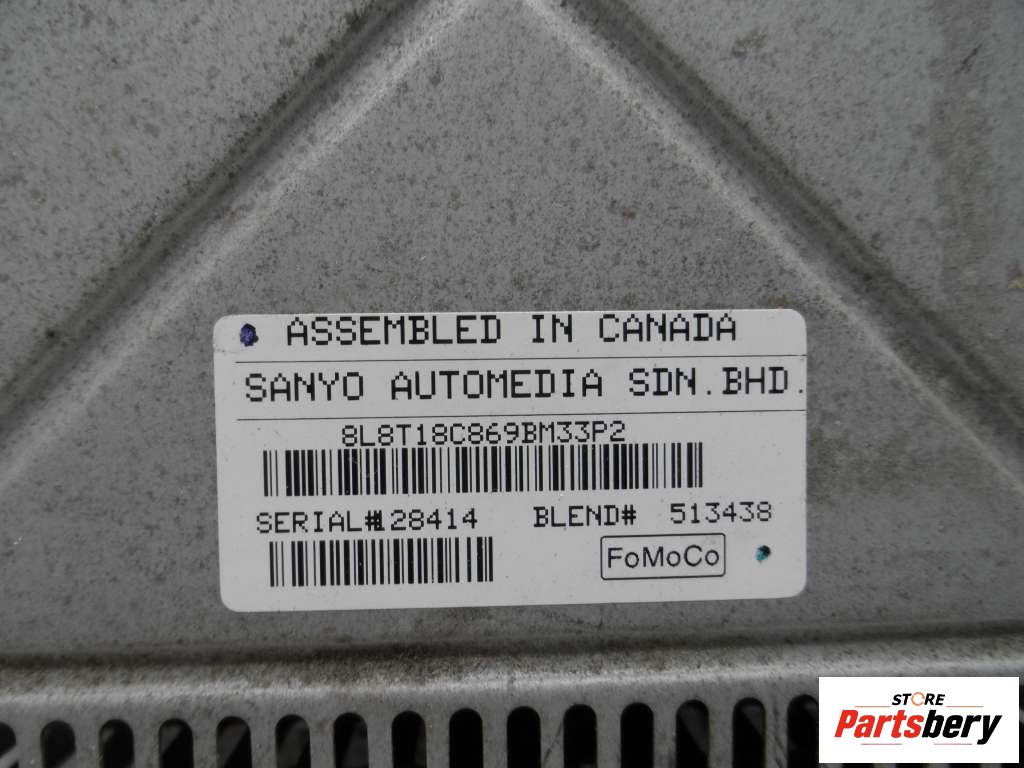 ASSEMBLED IN CANADA
SANYO AUTOMEDIA SDN.BHD.
8L8T18C869BM33P2
SERIAL#128414 BLEND# 513438
FoMoCo
STORE
Partsbery